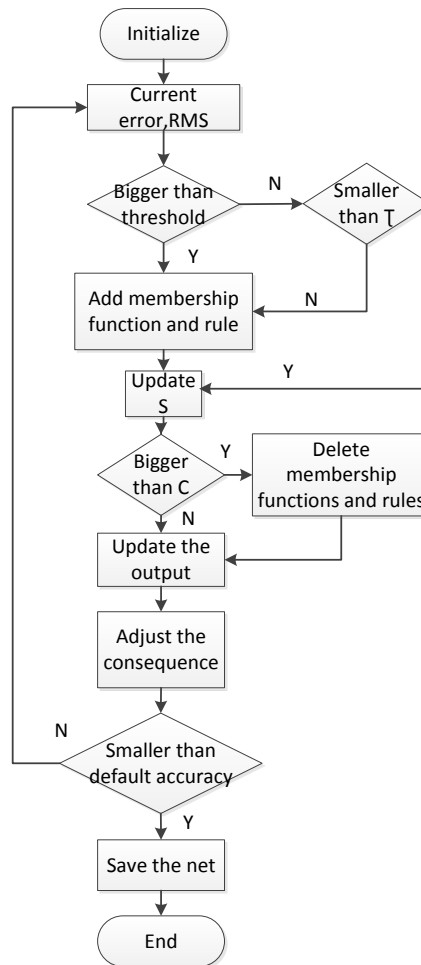 Initialize
Current
error,RMS
Bigger than
threshold
N
Smaller
than Ʈ
Y
N
Add membership
function and rule
Y
Update
S
Bigger
than C
Y
Delete
membership
functions and rules
N
Update the
output
Adjust the
consequence
N
Smaller than
default accuracy
Y
Save the net
End